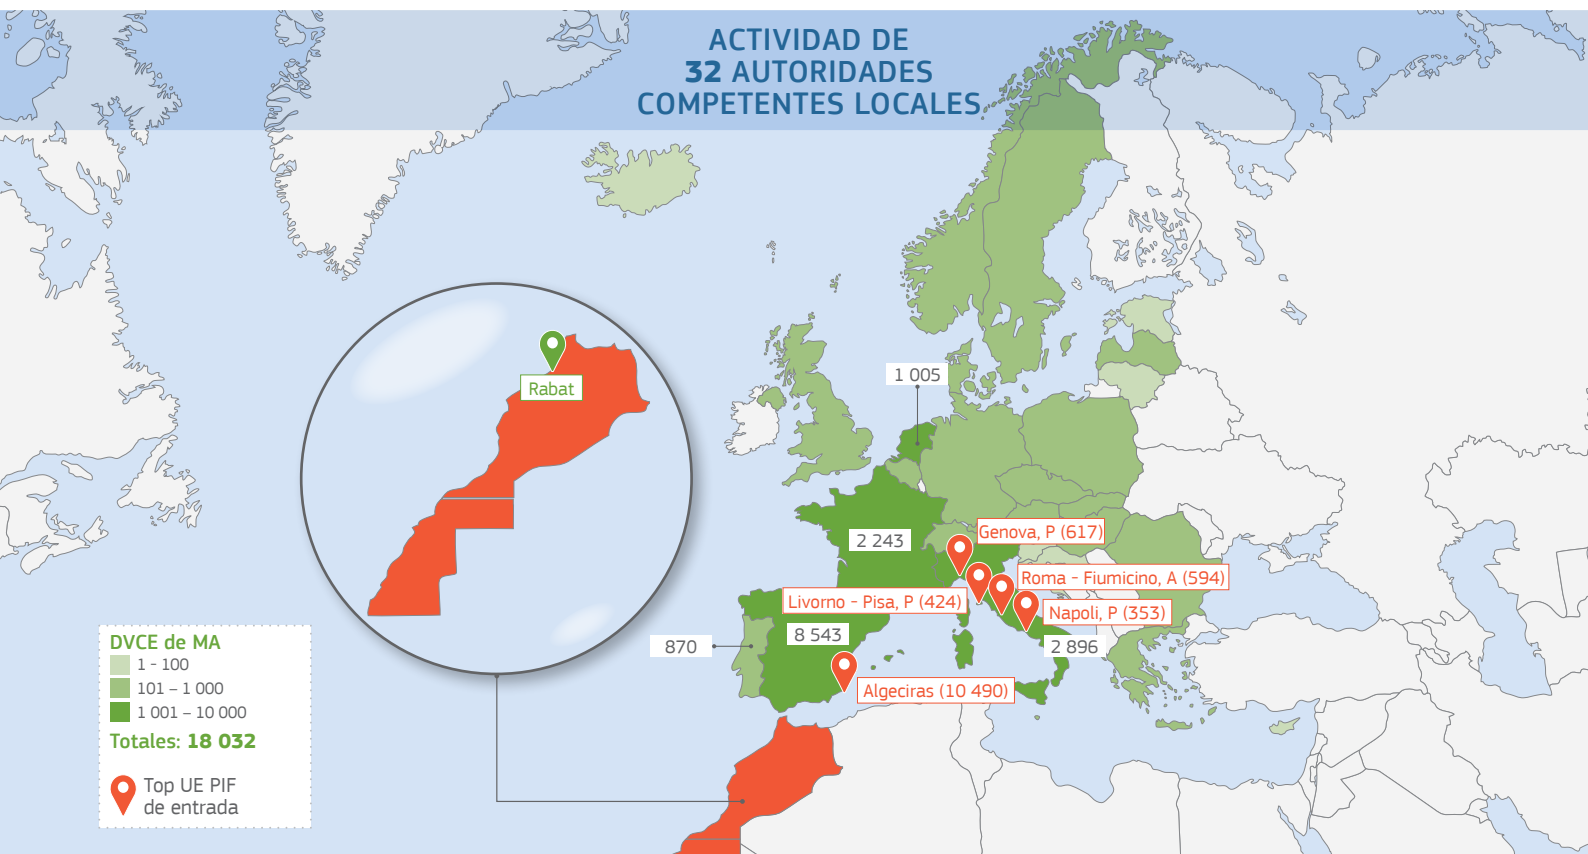 ACTIVIDAD DE
32 AUTORIDADES
COMPETENTES LOCALES
Rabat
1 005
2 243
Genova, P (617)
Roma - Fiumicino, A (594)
Livorno - Pisa, P (424)
Napoli, P (353)
870
8 543
2 896
Algeciras (10 490)
DVCE de MA
1 - 100
101 – 1 000
1 001 – 10 000
Totales: 18 032
Top UE PIF
de entrada